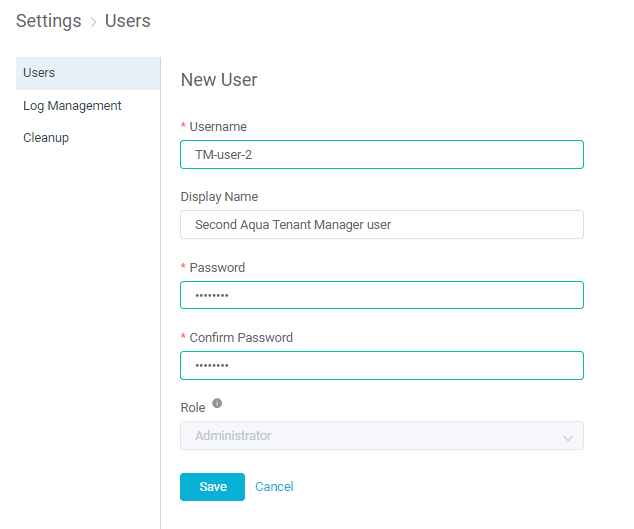 Settings > Users
Users
Log Management
Cleanup
New User
* Username
TM-user-2
Display Name
Second Aqua Tenant Manager user
* Password
••••••••
* Confirm Password
••••••••
Role
Administrator
Save Cancel